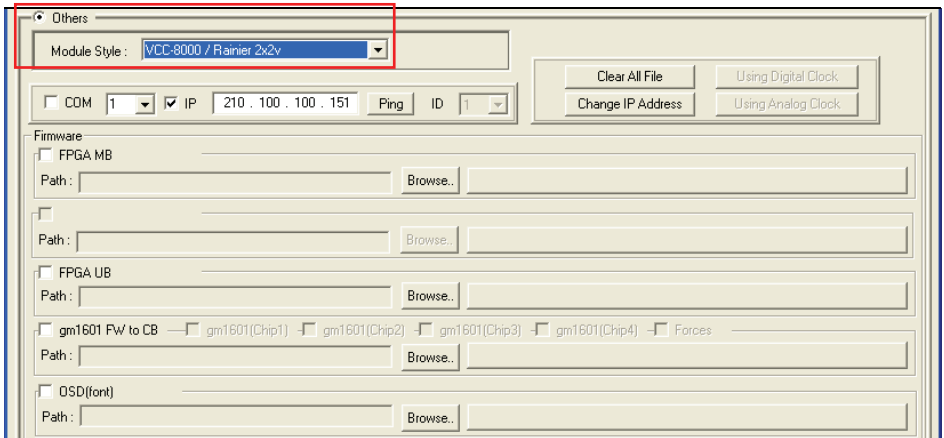 Others
Module Style : VCC-8000 / Rainier 2x2v
Clear All File Using Digital Clock
COM 1 IP 210 . 100 . 100 . 151 Ping ID 1 Change IP Address Using Analog Clock
Firmware
FPGA MB
Path : Browse..
Path : Browse..
FPGA UB
Path : Browse..
gm1601 FW to CB gm1601(Chip1) gm1601(Chip2) gm1601(Chip3) gm1601(Chip4) Forces
Path : Browse..
OSD(font)
Path : Browse..